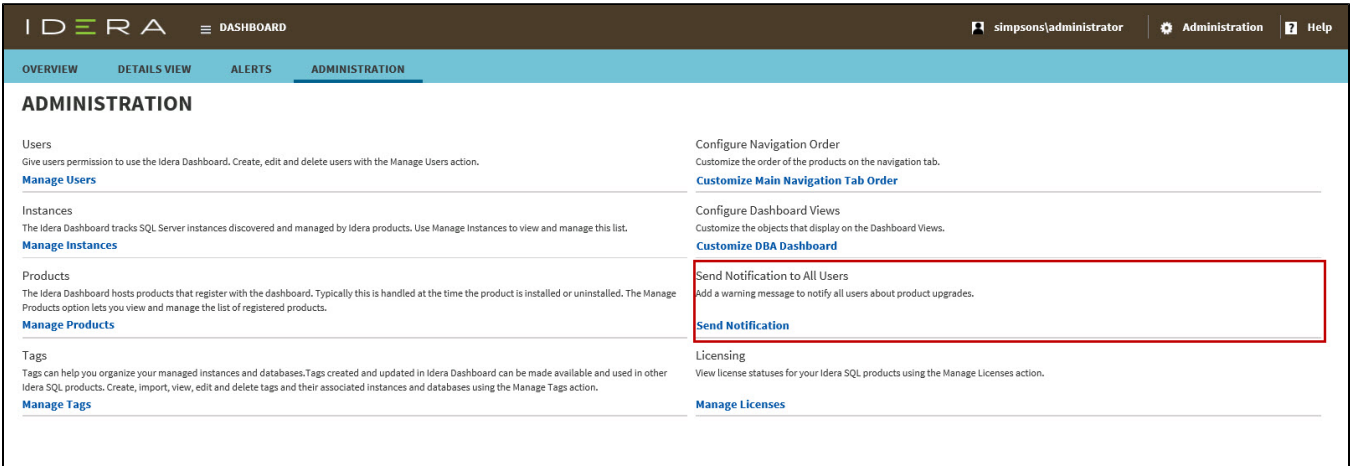 IDERA ≡ DASHBOARD simpsons\administrator Administration ? Help
OVERVIEW DETAILS VIEW ALERTS ADMINISTRATION
ADMINISTRATION
Users
Give users permission to use the Idera Dashboard. Create, edit and delete users with the Manage Users action.
Manage Users
Instances
The Idera Dashboard tracks SQL Server instances discovered and managed by Idera products. Use Manage Instances to view and manage this list.
Manage Instances
Products
The Idera Dashboard hosts products that register with the dashboard. Typically this is handled at the time the product is installed or uninstalled. The Manage
Products option lets you view and manage the list of registered products.
Manage Products
Tags
Tags can help you organize your managed instances and databases.Tags created and updated in Idera Dashboard can be made available and used in other
Idera SQL products. Create, import, view, edit and delete tags and their associated instances and databases using the Manage Tags action.
Manage Tags
Configure Navigation Order
Customize the order of the products on the navigation tab.
Customize Main Navigation Tab Order
Configure Dashboard Views
Customize the objects that display on the Dashboard Views.
Customize DBA Dashboard
Send Notification to All Users
Add a warning message to notify all users about product upgrades.
Send Notification
Licensing
View license statuses for your Idera SQL products using the Manage Licenses action.
Manage Licenses